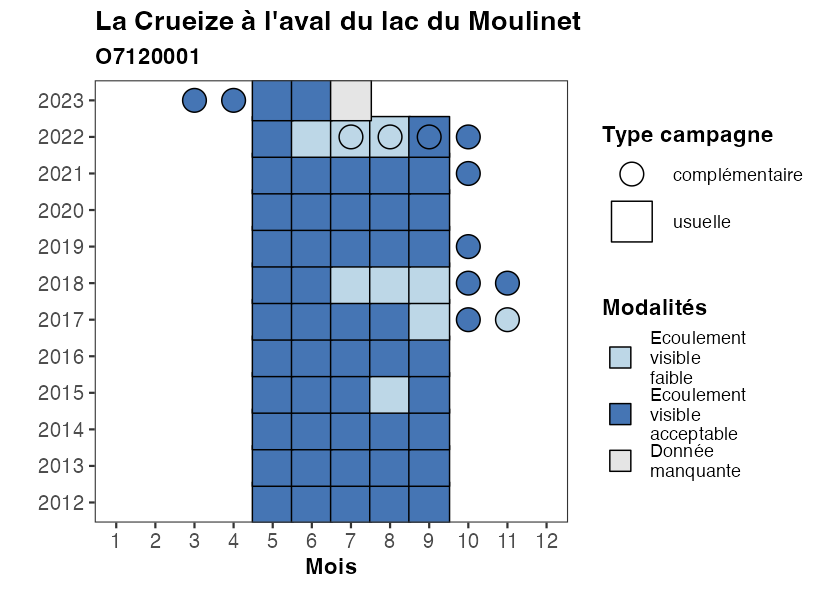 La Crueize à l'aval du lac du Moulinet
O7120001
2023
2022
2021
2020
2019
2018
2017
2016
2015
2014
2013
2012
1 2 3 4 5 6 7 8 9 10 11 12
Mois
Type campagne
complémentaire
usuelle
Modalités
Ecoulement
visible
faible
Ecoulement
visible
acceptable
Donnée
manquante